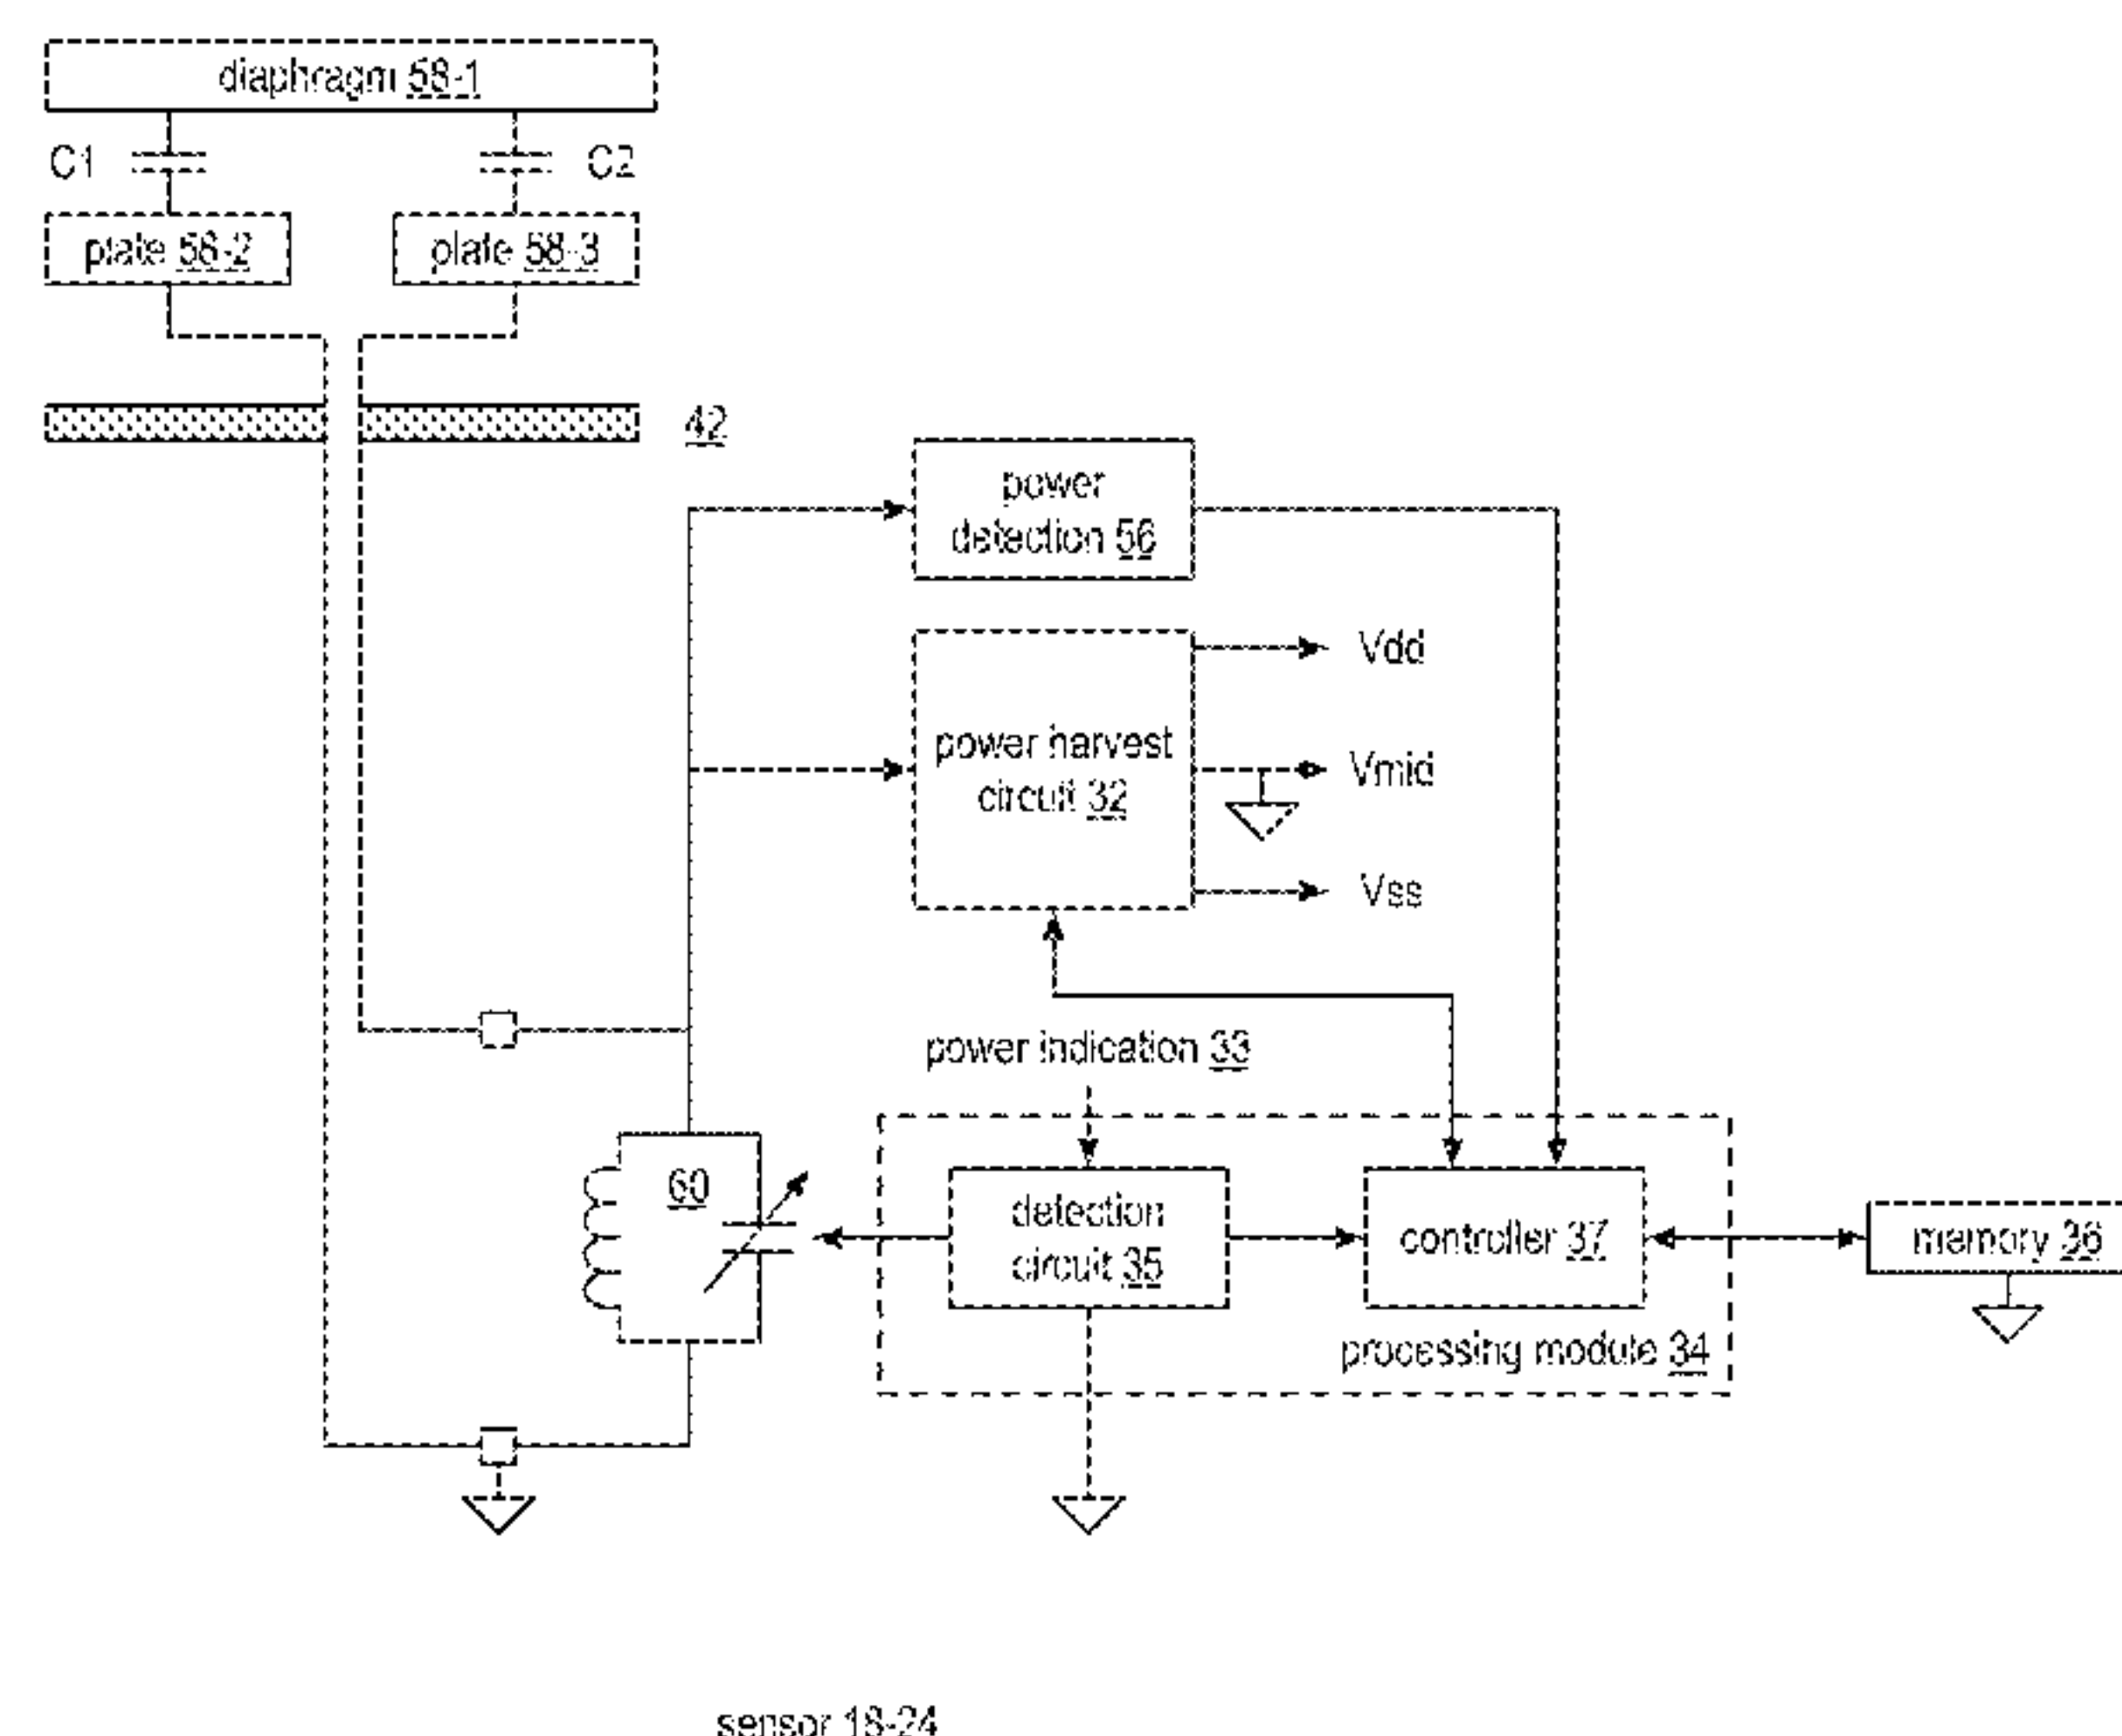 diaphragm 58-1
C1
C2
plate 58-2
plate 58-3
42
power
detection 56
Vdd
power harvest
circuit 32
Vmid
Vss
power indication 33
60
detection
circuit 35
controller 37
memory 36
processing module 34
sensor 18-24